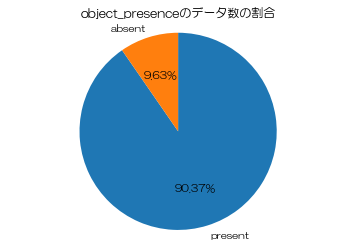 object_presenceのデータ数の割合
absent
9.63%
90.37%
present